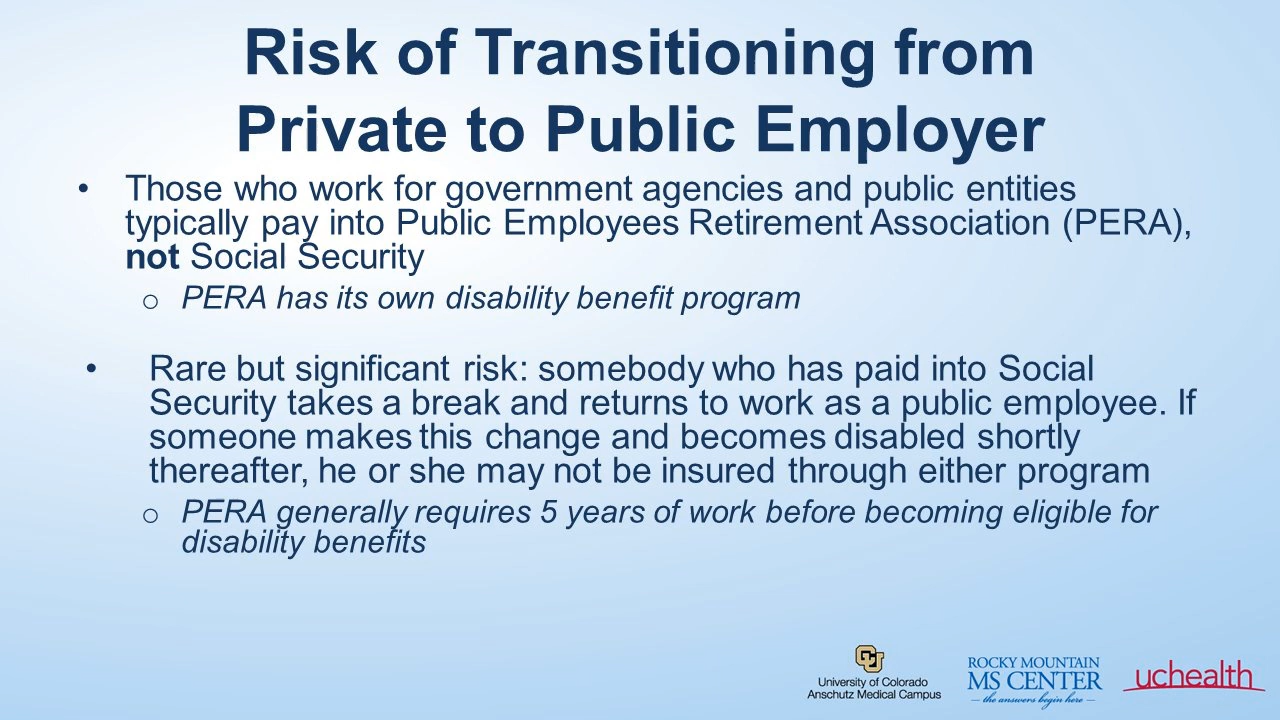 Risk of Transitioning from
Private to Public Employer
• Those who work for government agencies and public entities
typically pay into Public Employees Retirement Association (PERA),
not Social Security
o PERA has its own disability benefit program
• Rare but significant risk: somebody who has paid into Social
Security takes a break and returns to work as a public employee. If
someone makes this change and becomes disabled shortly
thereafter, he or she may not be insured through either program
o PERA generally requires 5 years of work before becoming eligible for
disability benefits
CU
University of Colorado
Anschutz Medical Campus
ROCKY MOUNTAIN
MS CENTER
— the answers begin here —
uchealth